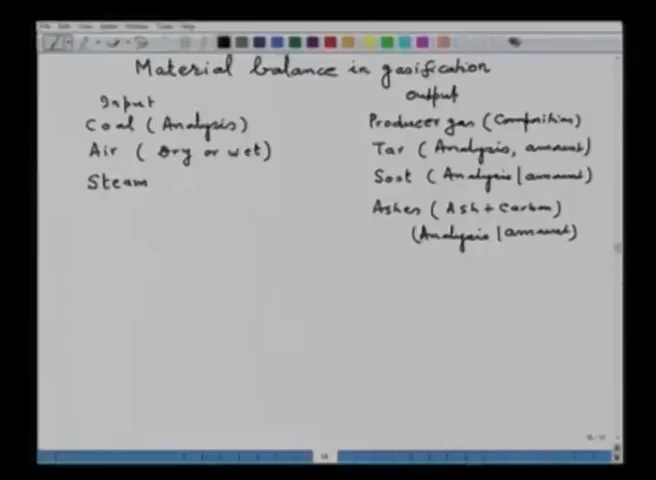 Material balance in gasification
Input
Output
Coal (Analysis)
Producer gas (Composition)
Air (Dry or wet)
Tar (Analysis, amount)
Steam
Soot (Analysis | amount)
Ashes (Ash + Carbon)
(Analysis | amount)